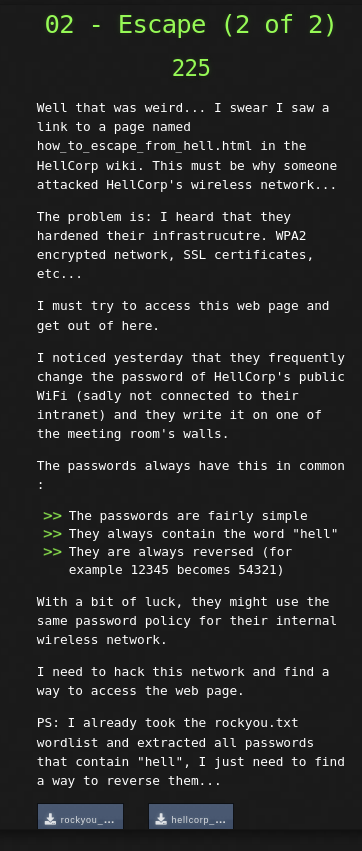 02 - Escape (2 of 2)
225
Well that was weird... I swear I saw a
link to a page named
how_to_escape_from_hell.html in the
HellCorp wiki. This must be why someone
attacked HellCorp's wireless network...
The problem is: I heard that they
hardened their infrastrucutre. WPA2
encrypted network, SSL certificates,
etc...
I must try to access this web page and
get out of here.
I noticed yesterday that they frequently
change the password of HellCorp's public
WiFi (sadly not connected to their
intranet) and they write it on one of
the meeting room's walls.
The passwords always have this in common
:
>> The passwords are fairly simple
>> They always contain the word "hell"
>> They are always reversed (for
example 12345 becomes 54321)
With a bit of luck, they might use the
same password policy for their internal
wireless network.
I need to hack this network and find a
way to access the web page.
PS: I already took the rockyou.txt
wordlist and extracted all passwords
that contain "hell", I just need to find
a way to reverse them...
rockyou_... hellcorp_...